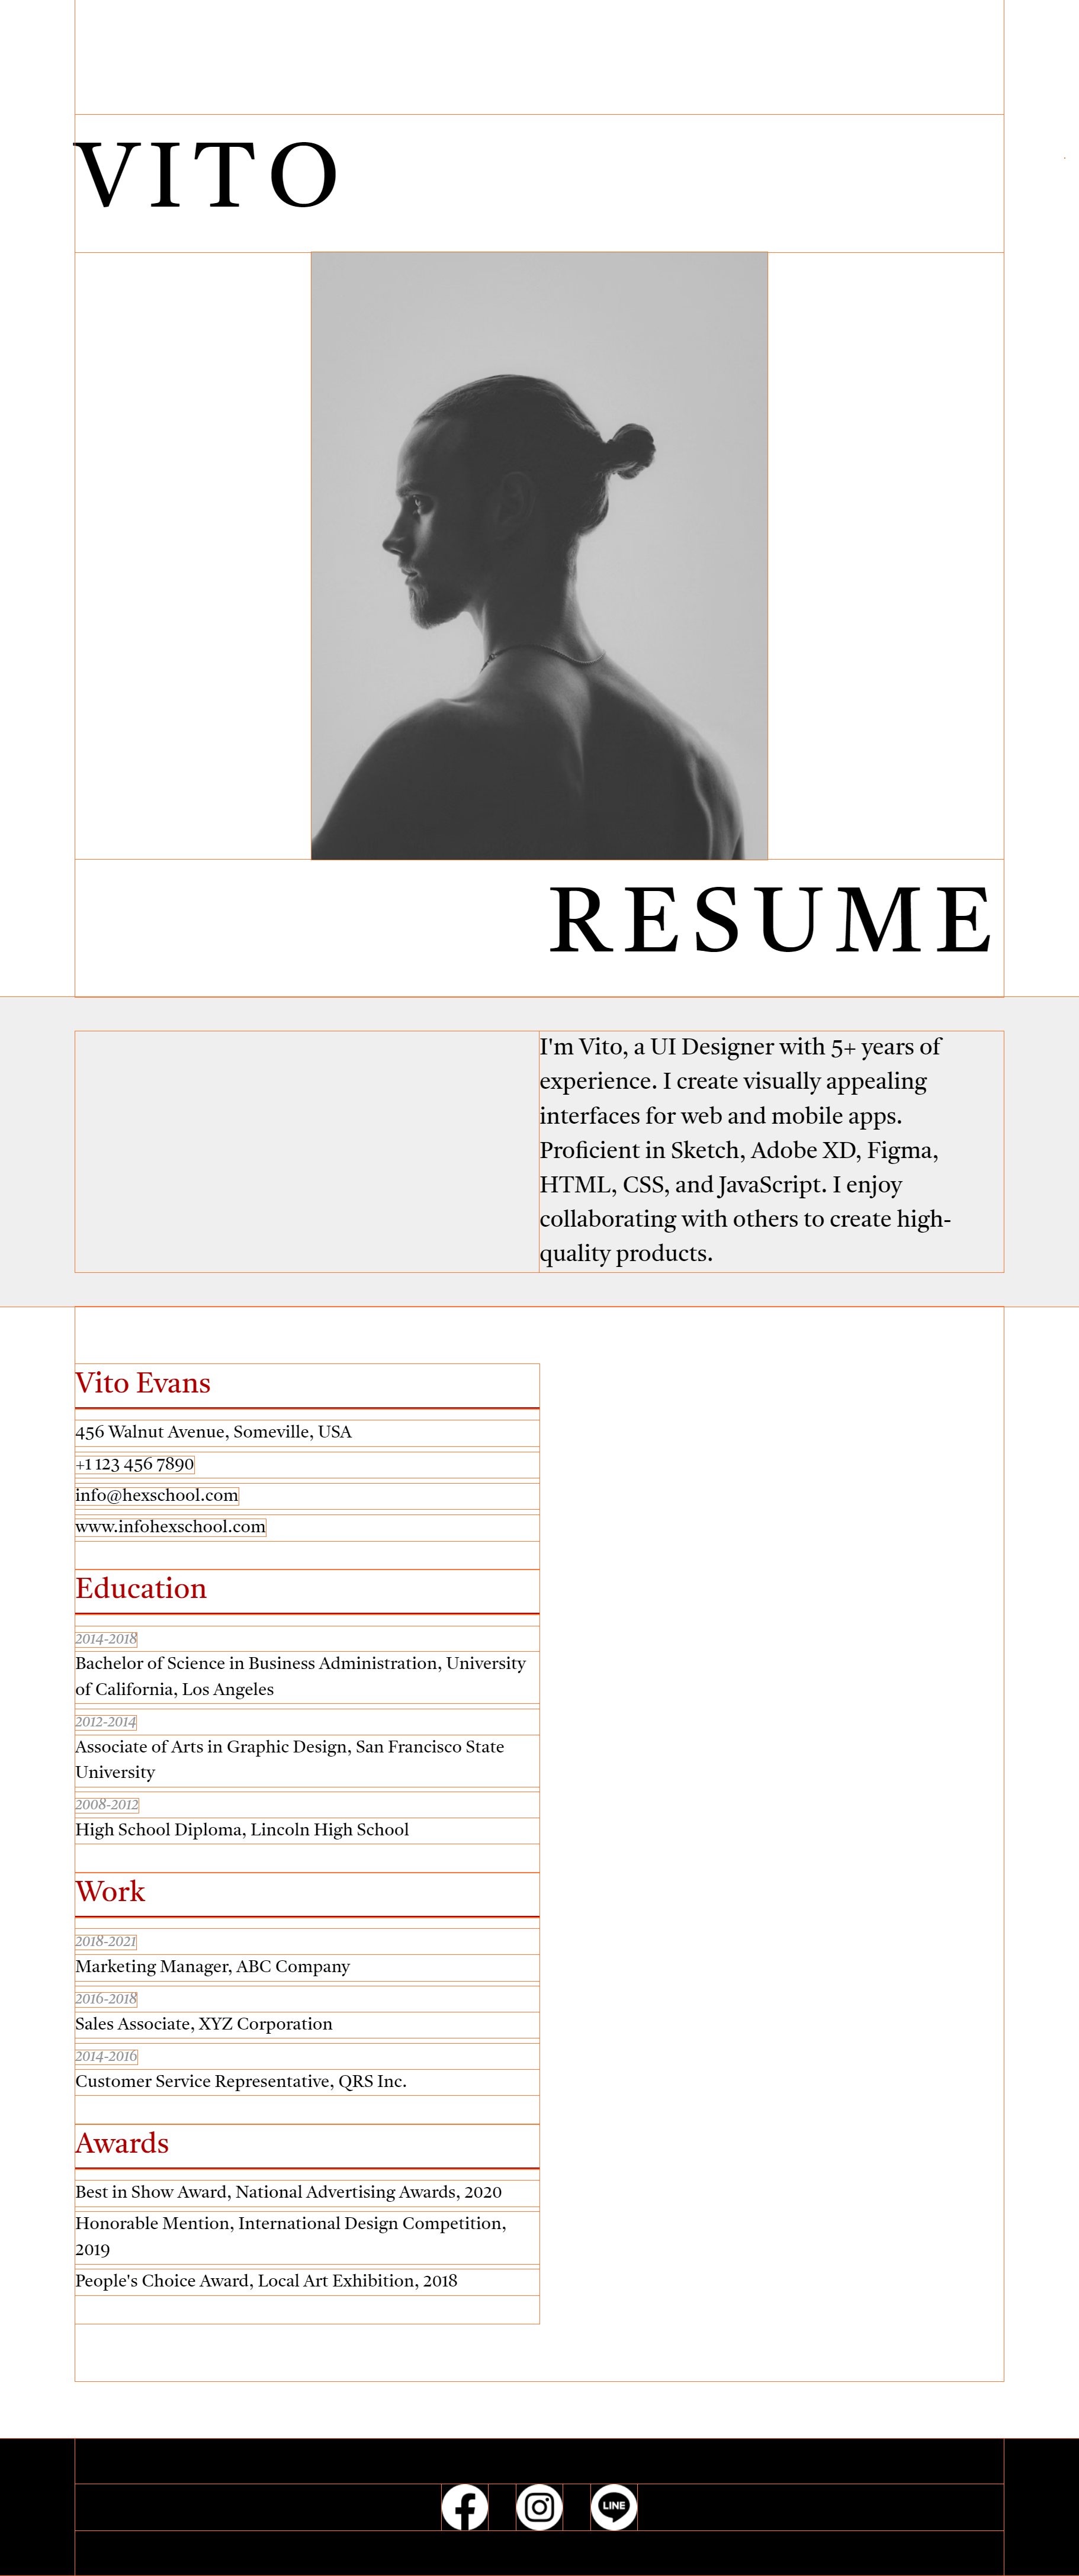 VITO
RESUME
I'm Vito, a UI Designer with 5+ years of
experience. I create visually appealing
interfaces for web and mobile apps.
Proficient in Sketch, Adobe XD, Figma,
HTML, CSS, and JavaScript. I enjoy
collaborating with others to create high-
quality products.
Vito Evans
456 Walnut Avenue, Someville, USA
+1 123 456 7890
info@hexschool.com
www.infohexschool.com
Education
2014-2018
Bachelor of Science in Business Administration, University
of California, Los Angeles
2012-2014
Associate of Arts in Graphic Design, San Francisco State
University
2008-2012
High School Diploma, Lincoln High School
Work
2018-2021
Marketing Manager, ABC Company
2016-2018
Sales Associate, XYZ Corporation
2014-2016
Customer Service Representative, QRS Inc.
Awards
Best in Show Award, National Advertising Awards, 2020
Honorable Mention, International Design Competition,
2019
People's Choice Award, Local Art Exhibition, 2018
LINE